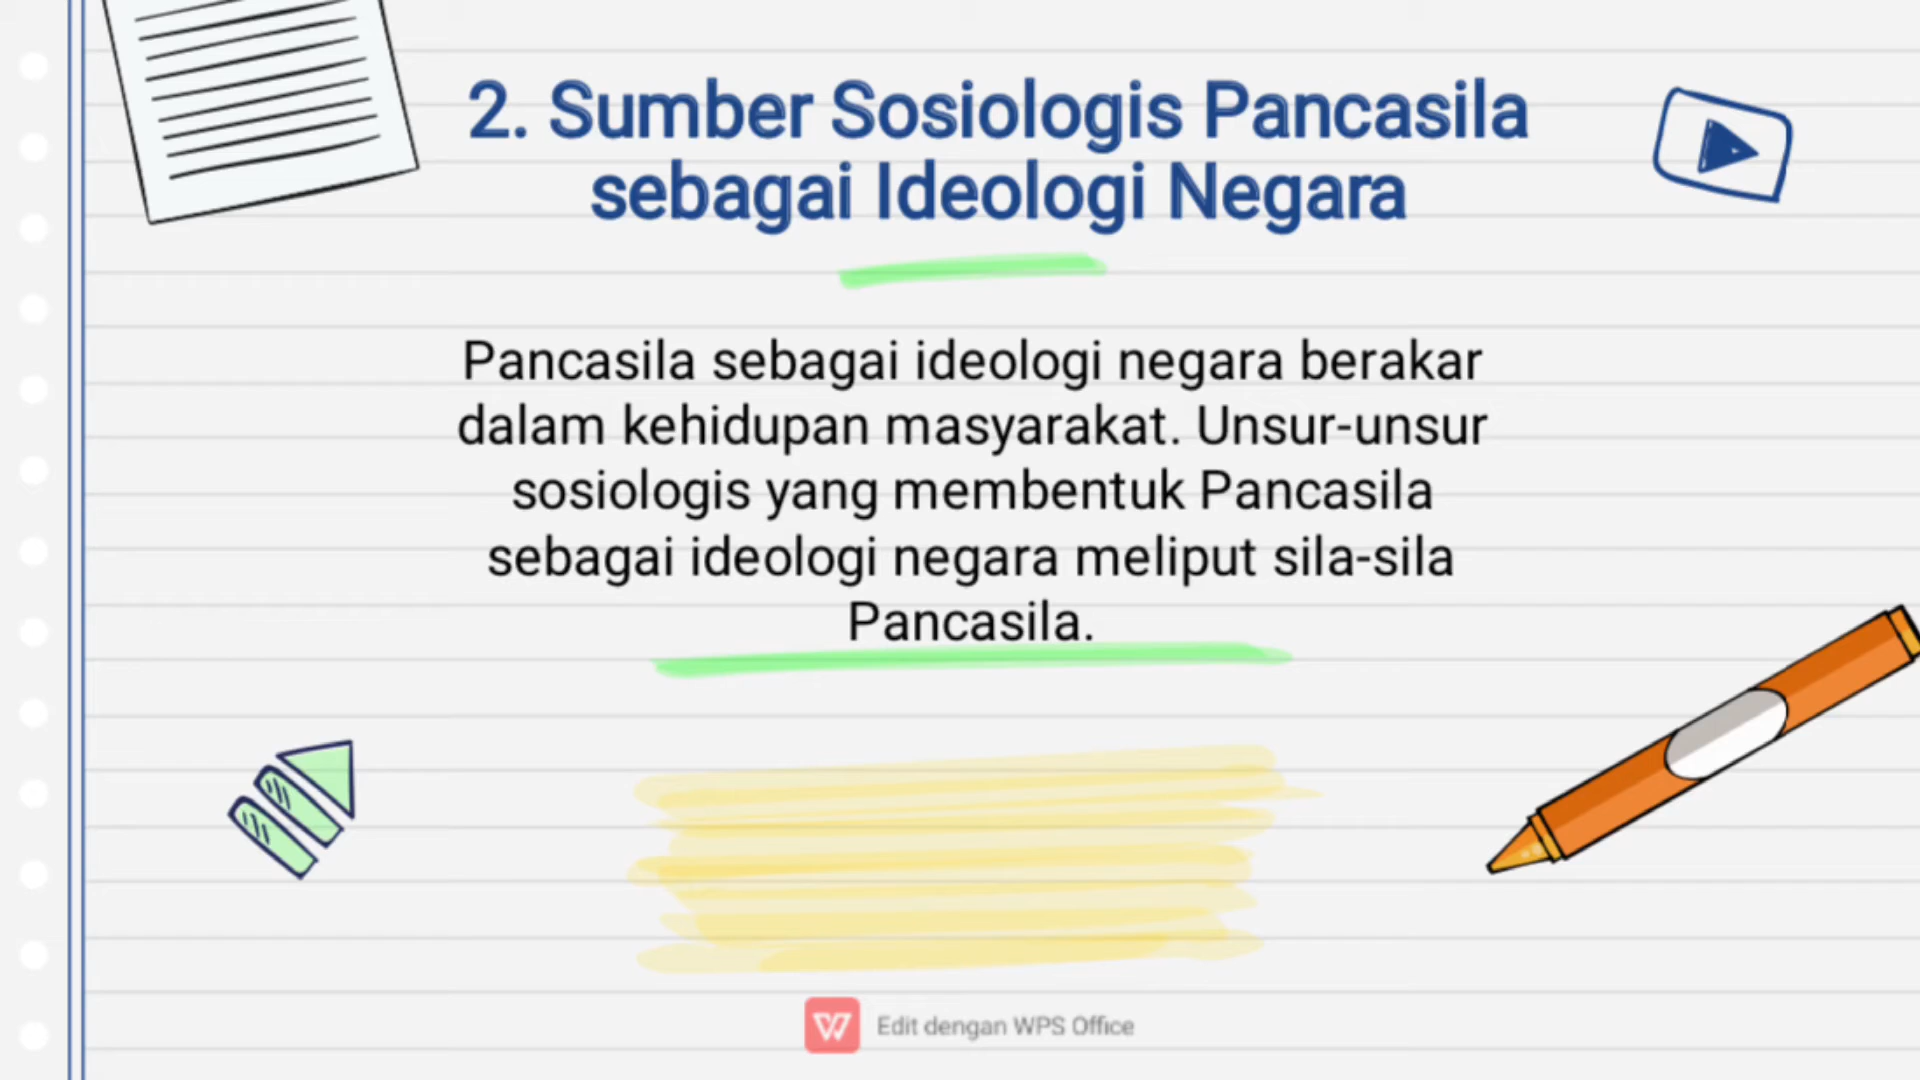 2. Sumber Sosiologis Pancasila
sebagai Ideologi Negara
Pancasila sebagai ideologi negara berakar
dalam kehidupan masyarakat. Unsur-unsur
sosiologis yang membentuk Pancasila
sebagai ideologi negara meliput sila-sila
Pancasila.
Edit dengan WPS Office